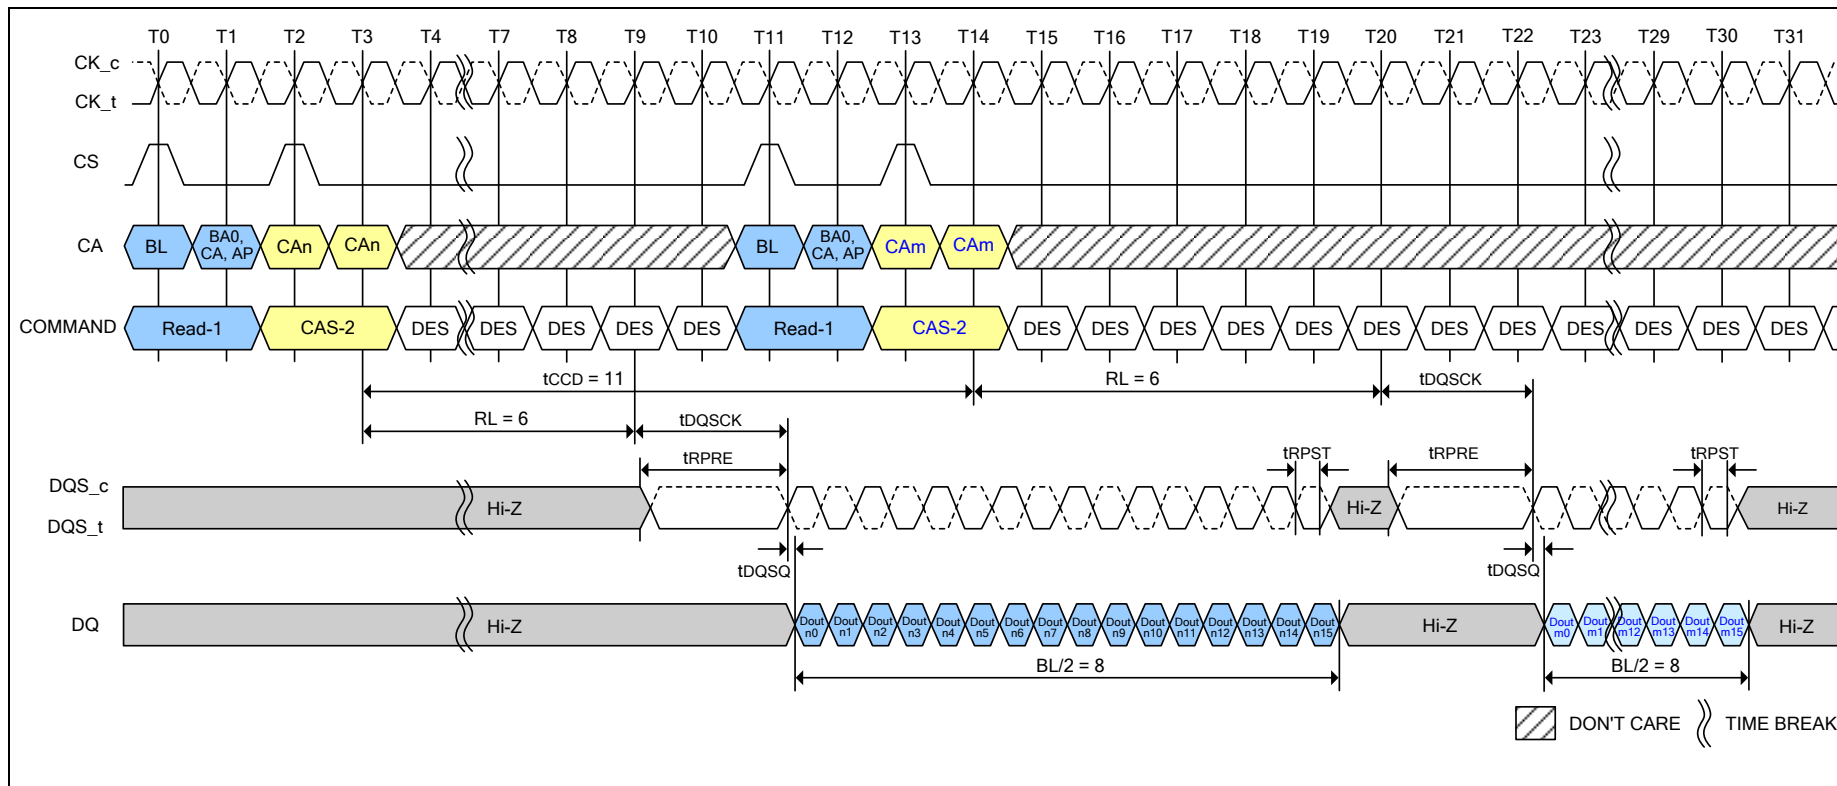 T0 T1 T2 T3 T4 T7 T8 T9 T10 T11 T12 T13 T14 T15 T16 T17 T18 T19 T20 T21 T22 T23 T29 T30 T31
CK_c
CK_t
CS
CA BL BA0, CA, AP CAn CAn BL BA0, CA, AP CAm CAm
COMMAND Read-1 CAS-2 DES DES DES DES DES Read-1 CAS-2 DES DES DES DES DES DES DES DES DES DES DES DES
tCCD = 11 RL = 6 tDQSCK
RL = 6 tDQSCK
tRPRE tRPST tRPRE tRPST
DQS_c
Hi-Z Hi-Z Hi-Z
DQS_t
tDQSQ tDQSQ
DQ Hi-Z Dout n0 Dout n1 Dout n2 Dout n3 Dout n4 Dout n5 Dout n6 Dout n7 Dout n8 Dout n9 Dout n10 Dout n11 Dout n12 Dout n13 Dout n14 Dout n15 Hi-Z Dout m0 Dout m1 Dout m12 Dout m13 Dout m14 Dout m15 Hi-Z
BL/2 = 8 BL/2 = 8
DON'T CARE TIME BREAK